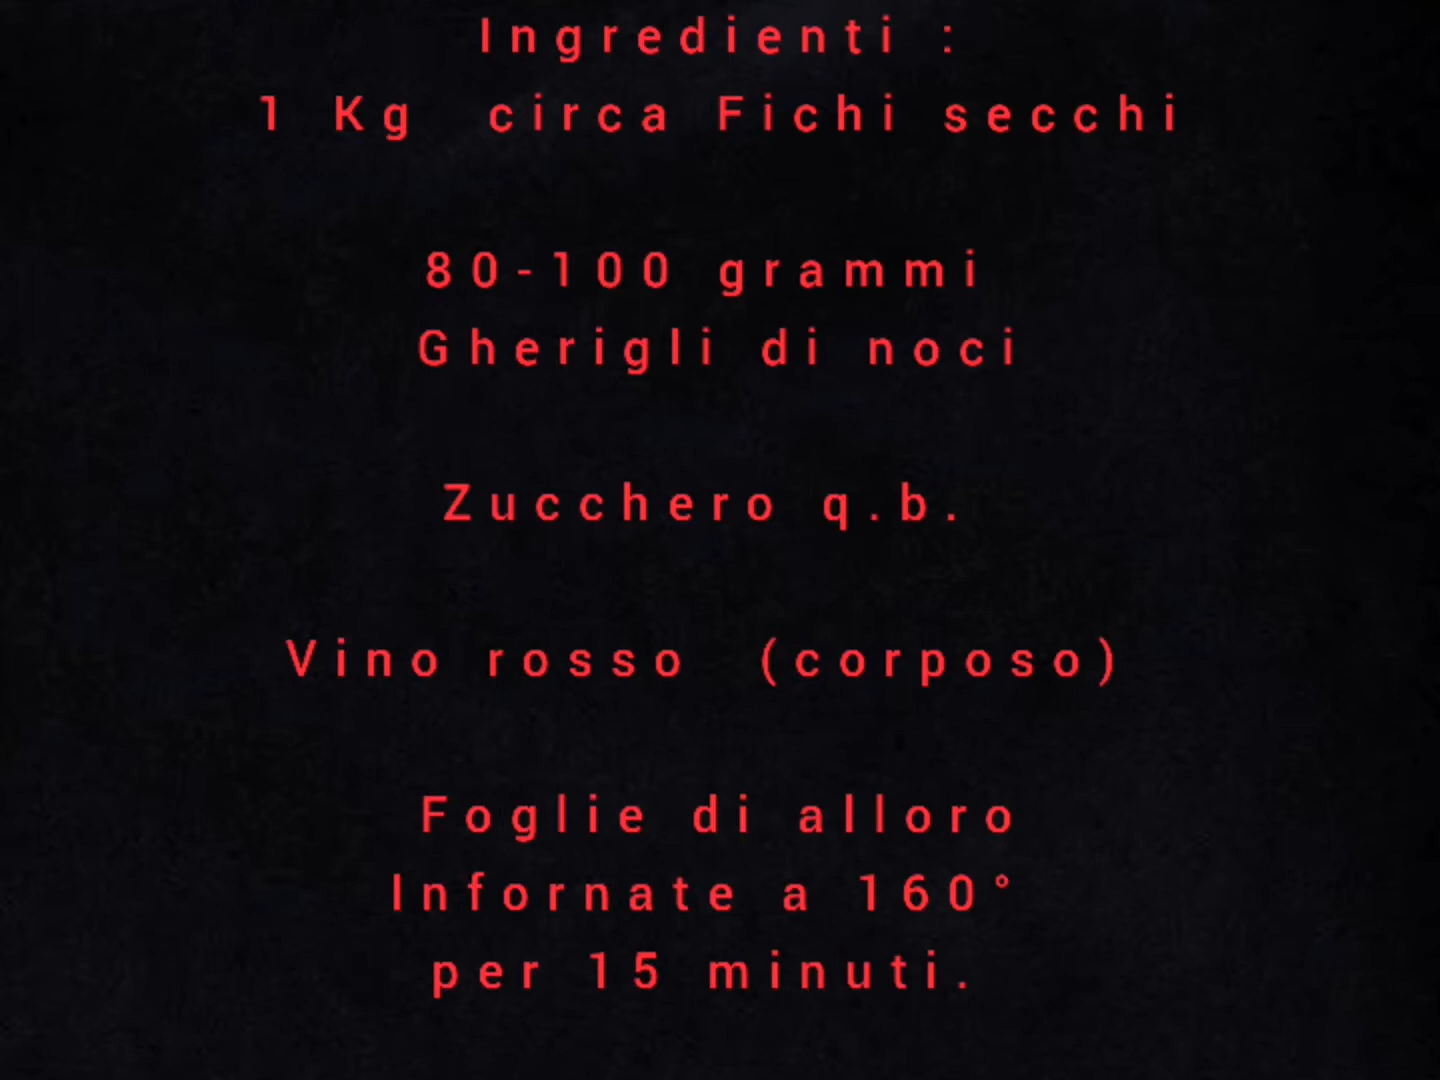 Ingredienti :
1 Kg circa Fichi secchi
80-100 grammi
Gherigli di noci
Zucchero q.b.
Vino rosso (corposo)
Foglie di alloro
Infornate a 160°
per 15 minuti.